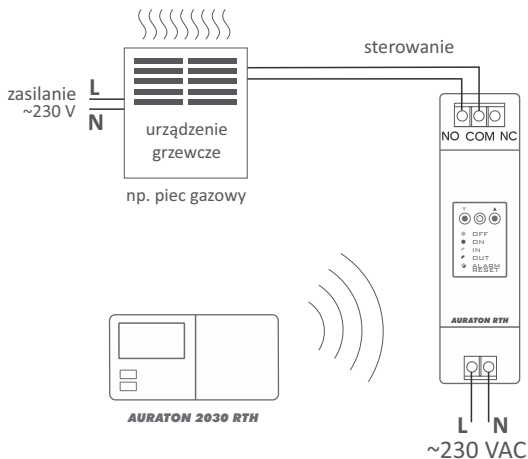 sterowanie
zasilanie
~230 V
L
N
urządzenie
grzewcze
np. piec gazowy
NO COM NC
OFF
ON
IN
OUT
ALARM
RESET
AURATON RTH
AURATON 2030 RTH
L N
~230 VAC